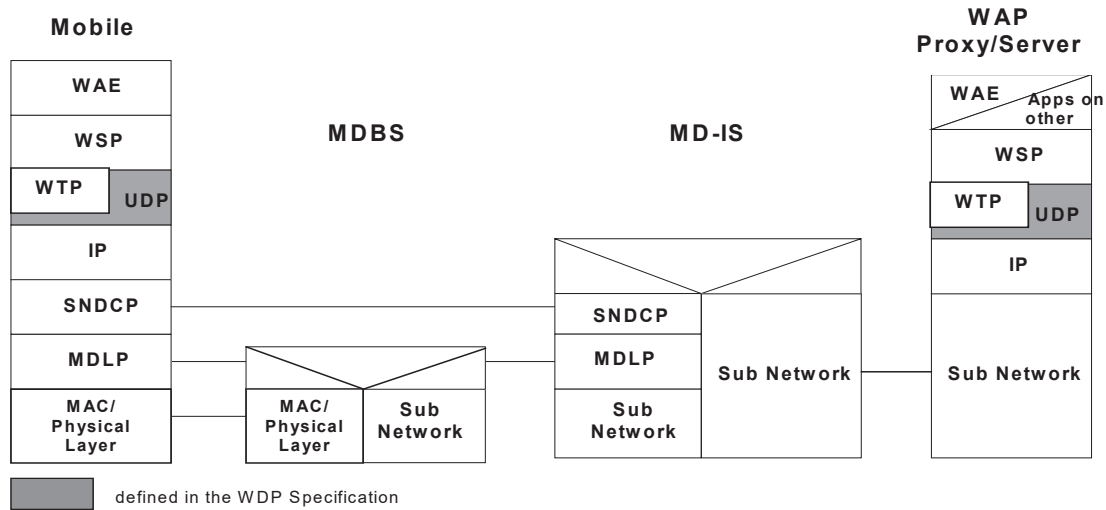 Mobile
WAE
WSP
WTP
UDP
IP
SNDCP
MDLP
MAC/
Physical
Layer
MDBS
MAC/
Physical
Layer
Sub
Network
MD-IS
SNDCP
MDLP
Sub
Network
Sub Network
WAP
Proxy/Server
WAE
Apps on
other
WSP
WTP
UDP
IP
Sub Network
defined in the WDP Specification